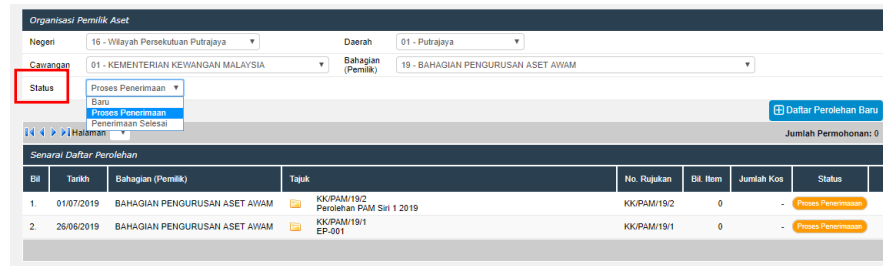 Organisasi Pemilik Aset
Negeri 16 - Wilayah Persekutuan Putrajaya Daerah 01 - Putrajaya
Cawangan 01 - KEMENTERIAN KEWANGAN MALAYSIA Bahagian (Pemilik) 19 - BAHAGIAN PENGURUSAN ASET AWAM
Status Proses Penerimaan
Baru
Proses Penerimaan
Penerimaan Selesai
Daftar Perolehan Baru
Halaman Jumlah Permohonan: 0
Senarai Daftar Perolehan
Bil Tarikh Bahagian (Pemilik) Tajuk No. Rujukan Bil. Item Jumlah Kos Status
1. 01/07/2019 BAHAGIAN PENGURUSAN ASET AWAM KK/PAM/19/2 KK/PAM/19/2 0 - Proses Penerimaaan
Perolehan PAM Siri 1 2019
2. 26/06/2019 BAHAGIAN PENGURUSAN ASET AWAM KK/PAM/19/1 KK/PAM/19/1 0 - Proses Penerimaaan
EP-001